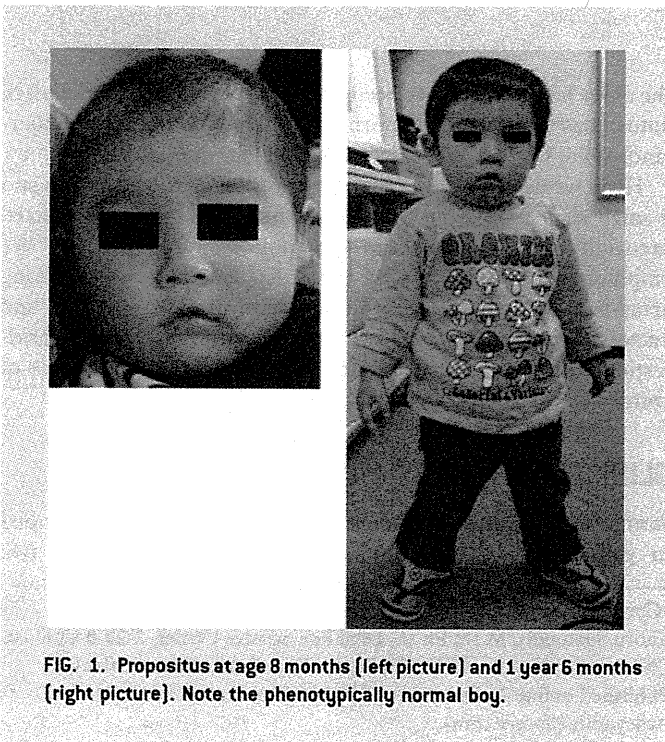 FIG. 1. Propositus at age 8 months (left picture) and 1 year 6 months
(right picture). Note the phenotypically normal boy.